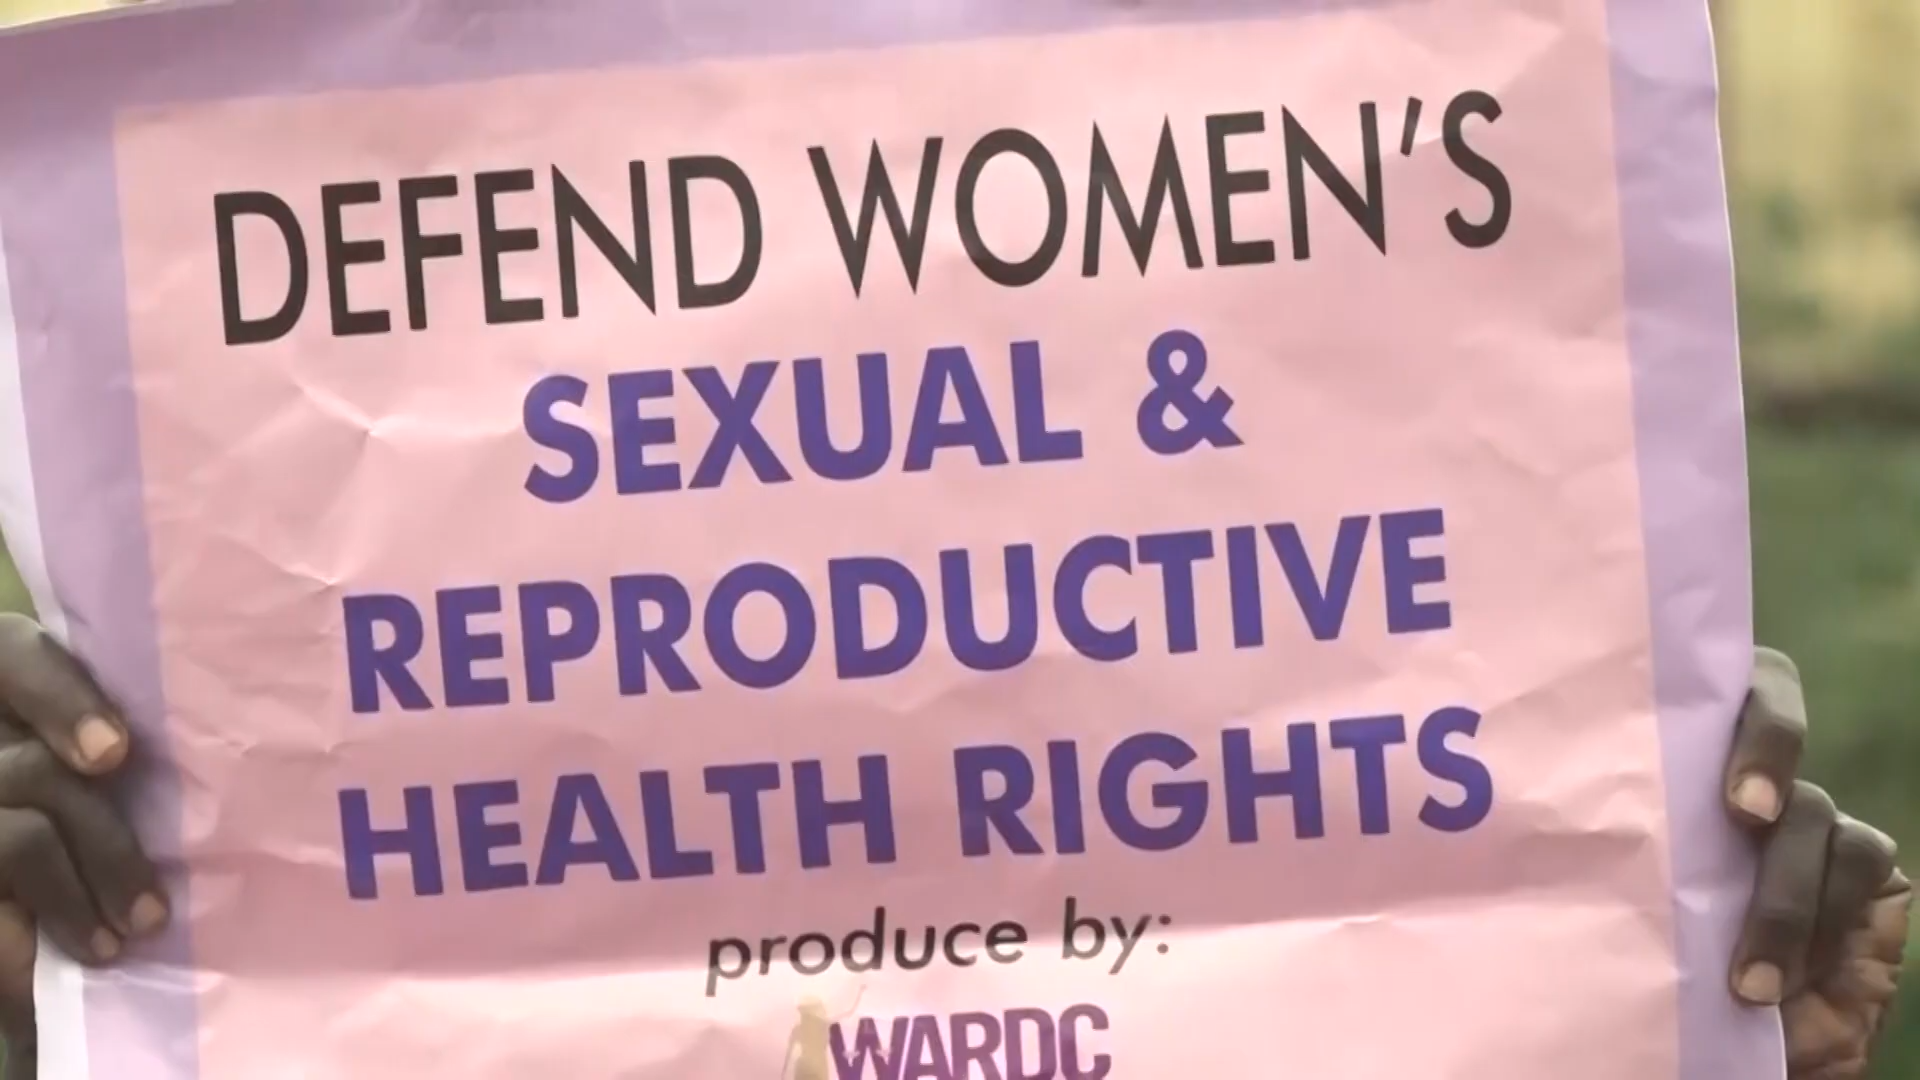 DEFEND WOMEN'S
SEXUAL &
REPRODUCTIVE
HEALTH RIGHTS
produce by:
WARDC